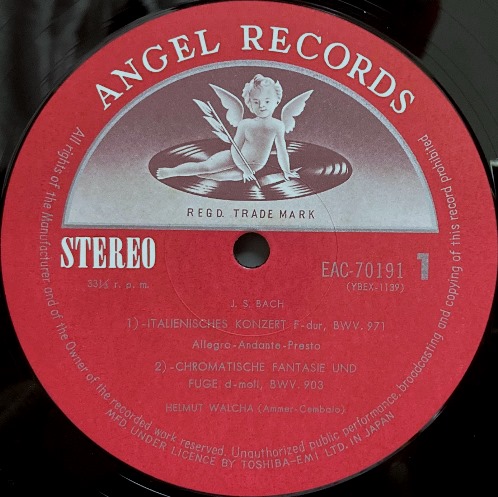 ANGEL RECORDS
REGD. TRADE MARK
STEREO
33⅓ r. p. m.
EAC-70191 1
(YBEX-1139)
J. S. BACH
1)-ITALIENISCHES KONZERT F-dur, BWV. 971
Allegro-Andante-Presto
2)-CHROMATISCHE FANTASIE UND
FUGE: d-moll, BWV. 903
HELMUT WALCHA (Ammer-Cembalo)
All rights of the Manufacturer and of the Owner of the recorded work reserved. Unauthorized public performance, broadcasting and copying of this record prohibited
MFD. UNDER LICENCE BY TOSHIBA-EMI LTD. IN JAPAN